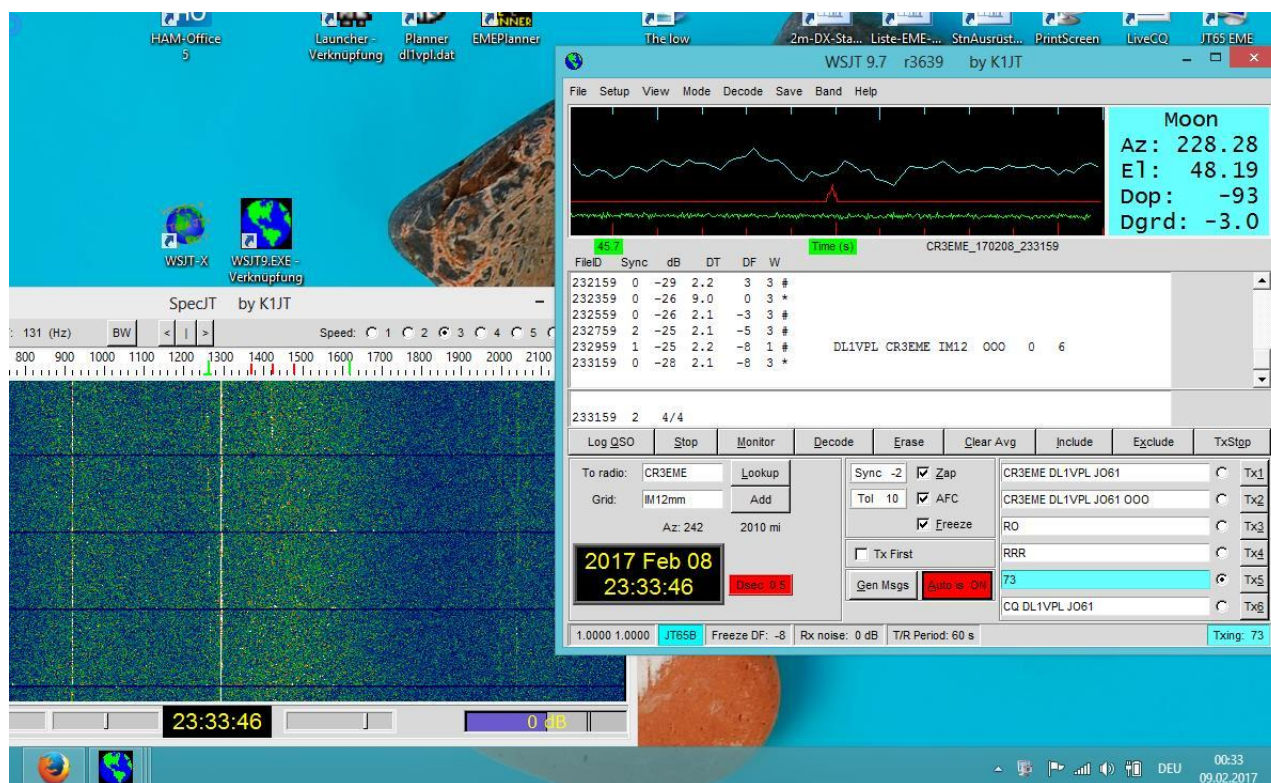 HAM-Office
5
Launcher -
Verknüpfung
Planner
dl1vpl.dat
EMEPlanner
The low
2m-DX-Sta...
Liste-EME-...
StnAusrüst...
PrintScreen
LiveCQ
JT65 EME
WSJT-X
WSJT9.EXE -
Verknüpfung
WSJT 9.7 r3639 by K1JT
File Setup View Mode Decode Save Band Help
Moon
Az: 228.28
El: 48.19
Dop: -93
Dgrd: -3.0
45.7 Time (s) CR3EME_170208_233159
FileID Sync dB DT DF W
232159 0 -29 2.2 3 3 #
232359 0 -26 9.0 0 3 *
232559 0 -26 2.1 -3 3 #
232759 2 -25 2.1 -5 3 #
232959 1 -25 2.2 -8 1 # DL1VPL CR3EME IM12 OOO 0 6
233159 0 -28 2.1 -8 3 *
233159 2 4/4
Log QSO Stop Monitor Decode Erase Clear Avg Include Exclude TxStop
To radio: CR3EME Lookup
Grid: IM12mm Add
Az: 242 2010 mi
2017 Feb 08
23:33:46
Dsec 0.5
Sync -2 Zap
Tol 10 AFC
Freeze
Tx First
Gen Msgs Auto is ON
CR3EME DL1VPL JO61 Tx1
CR3EME DL1VPL JO61 OOO Tx2
RO Tx3
RRR Tx4
73 Tx5
CQ DL1VPL JO61 Tx6
1.0000 1.0000 JT65B Freeze DF: -8 Rx noise: 0 dB T/R Period: 60 s Txing: 73
SpecJT by K1JT
131 (Hz) BW < | > Speed: 1 2 3 4 5
800 900 1000 1100 1200 1300 1400 1500 1600 1700 1800 1900 2000 2100
23:33:46
0 dB
DEU
00:33
09.02.2017